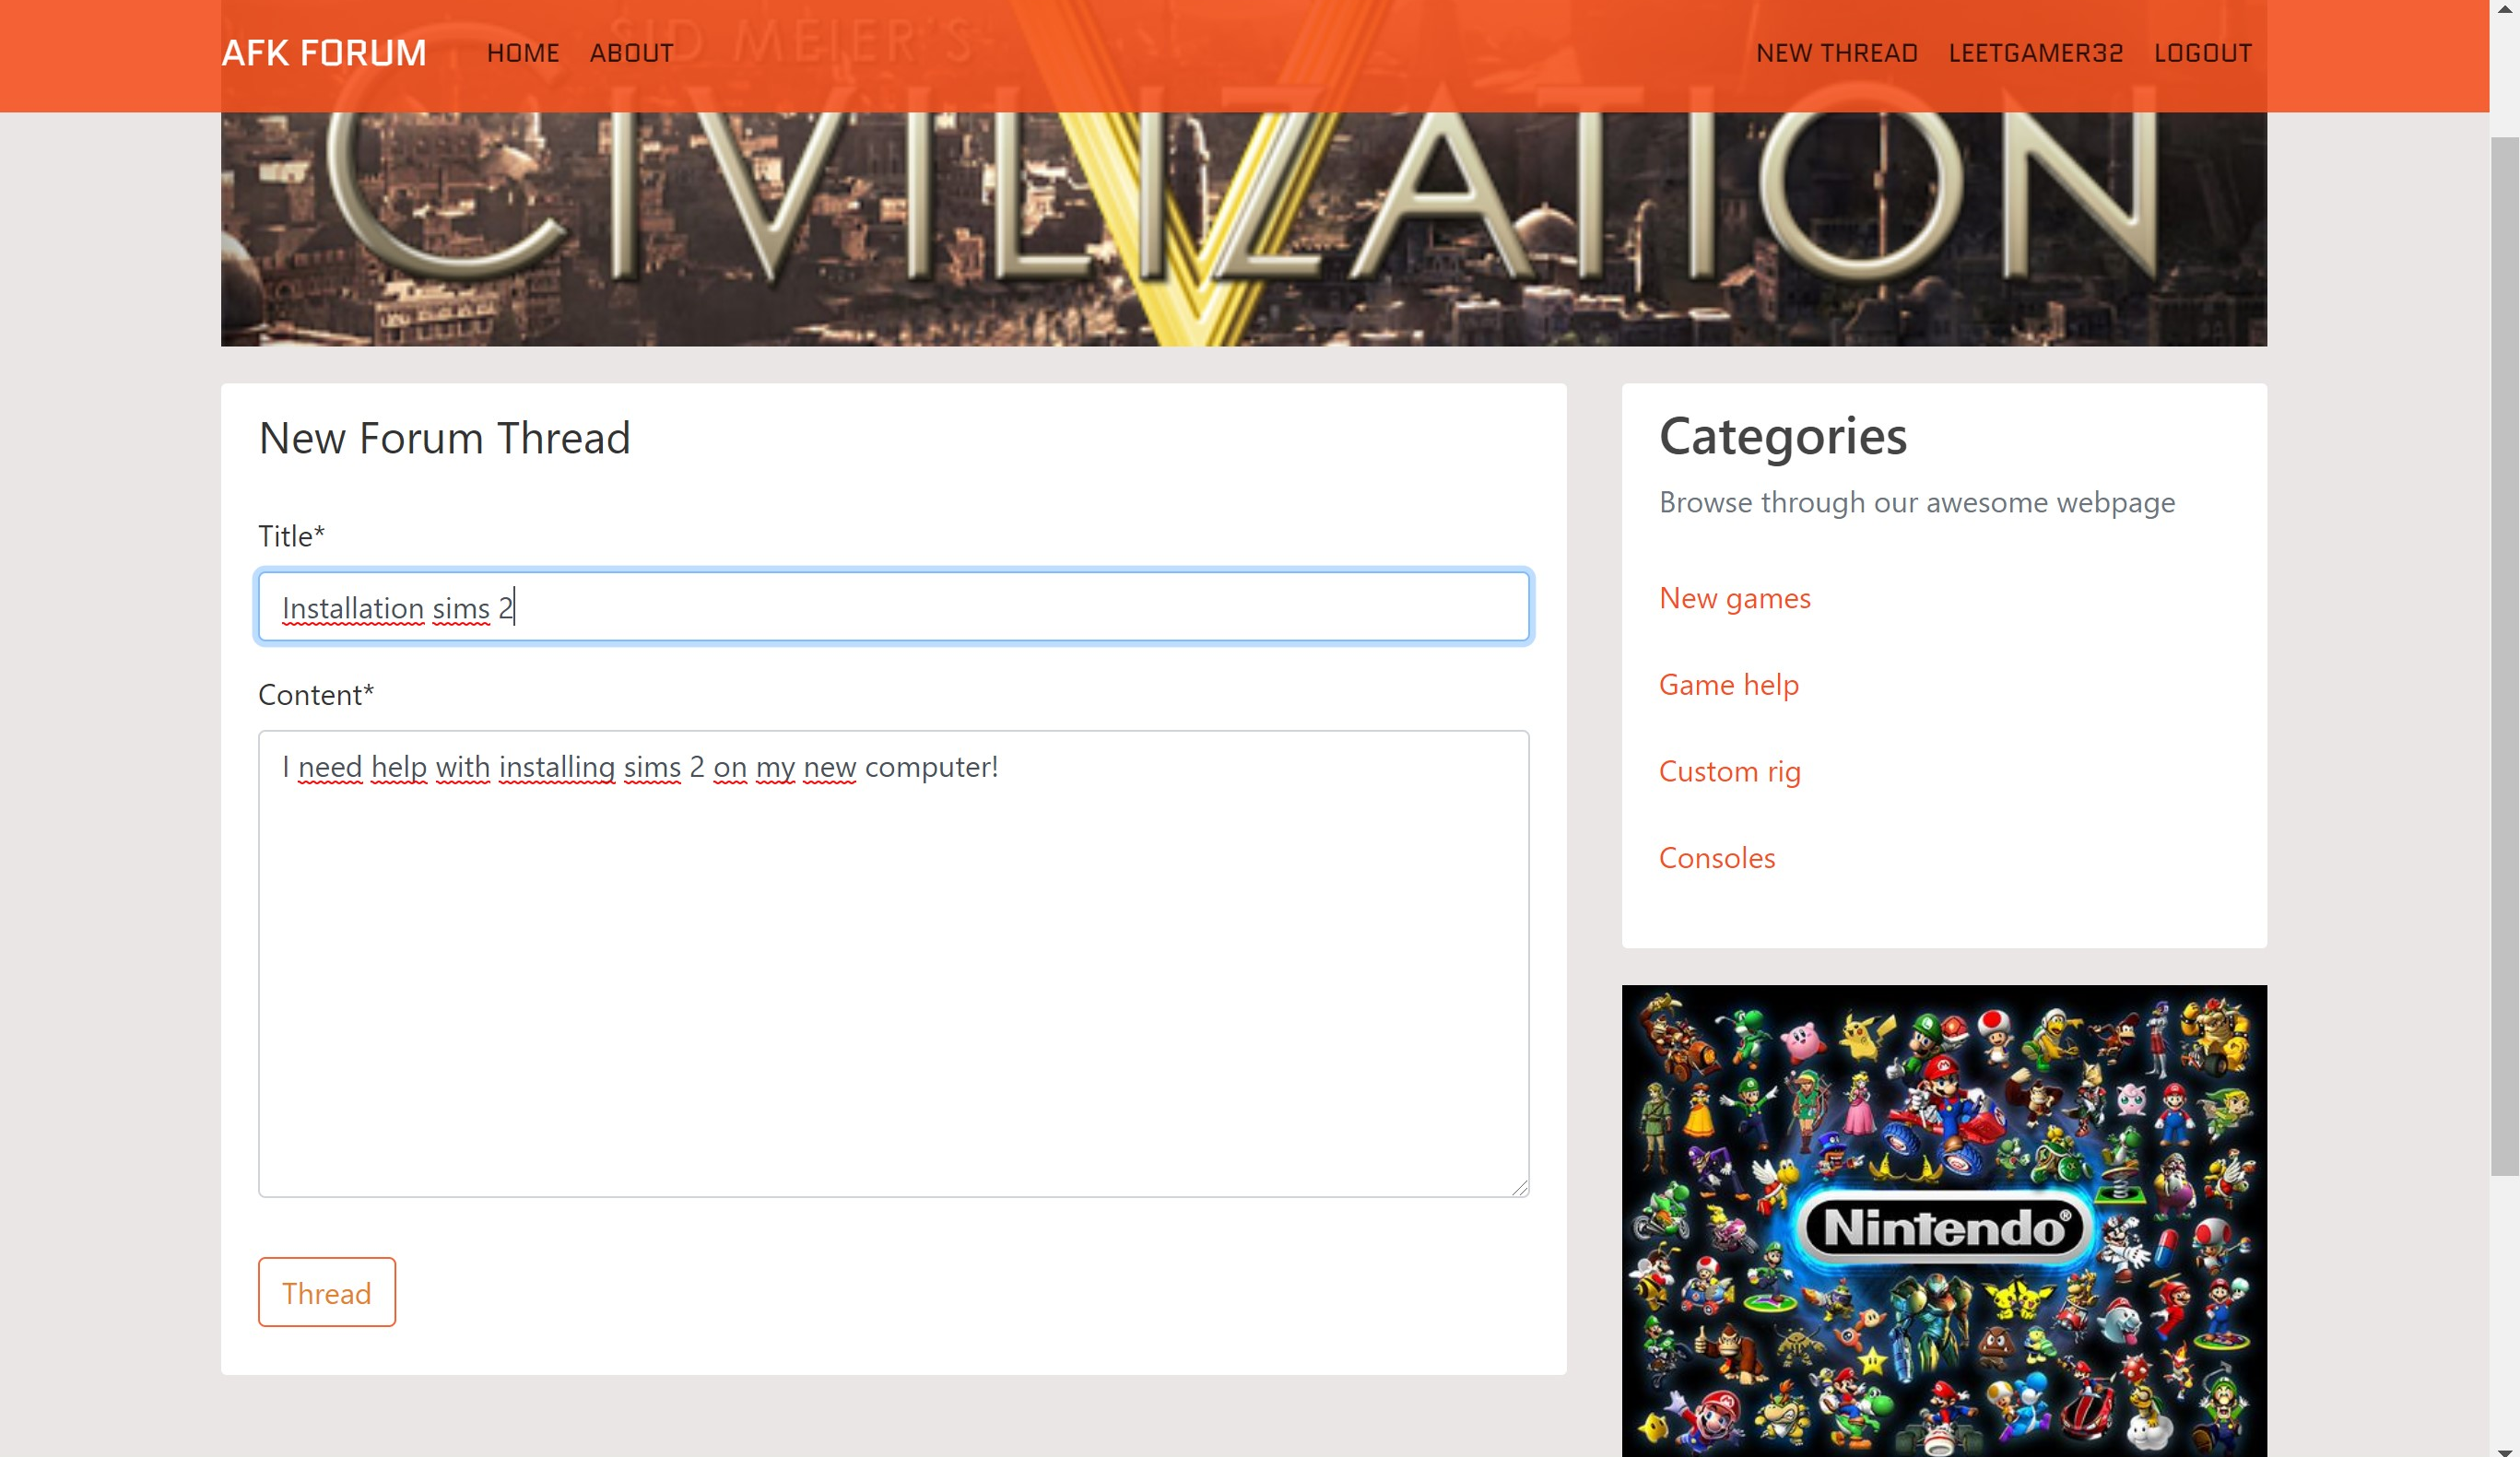 AFK FORUM HOME ABOUT NEW THREAD LEETGAMER32 LOGOUT
SID MEIER'S
CIVILIZATION
V
New Forum Thread
Title*
Installation sims 2
Content*
I need help with installing sims 2 on my new computer!
Thread
Categories
Browse through our awesome webpage
New games
Game help
Custom rig
Consoles
Nintendo®